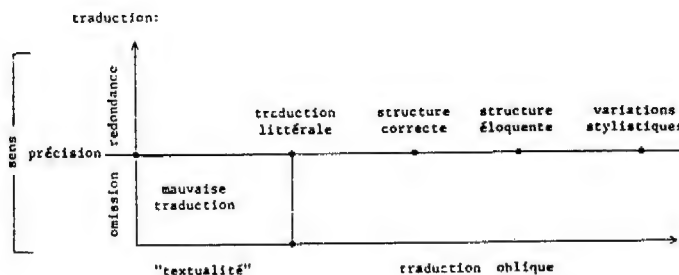 traduction:
redondance
traduction
littérale
structure
correcte
structure
éloquente
variations
stylistiques
sens
précision
omission
mauvaise
traduction
"textualité"
traduction oblique